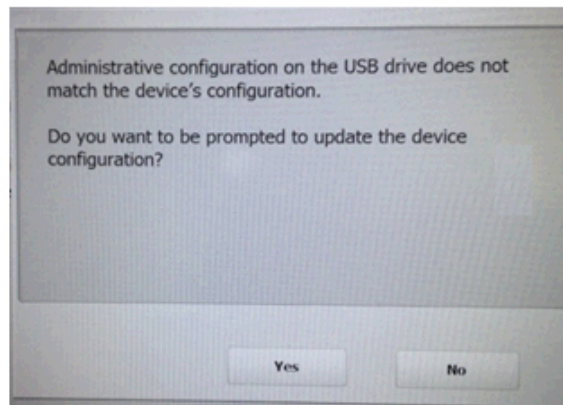 Administrative configuration on the USB drive does not
match the device's configuration.
Do you want to be prompted to update the device
configuration?
Yes
No